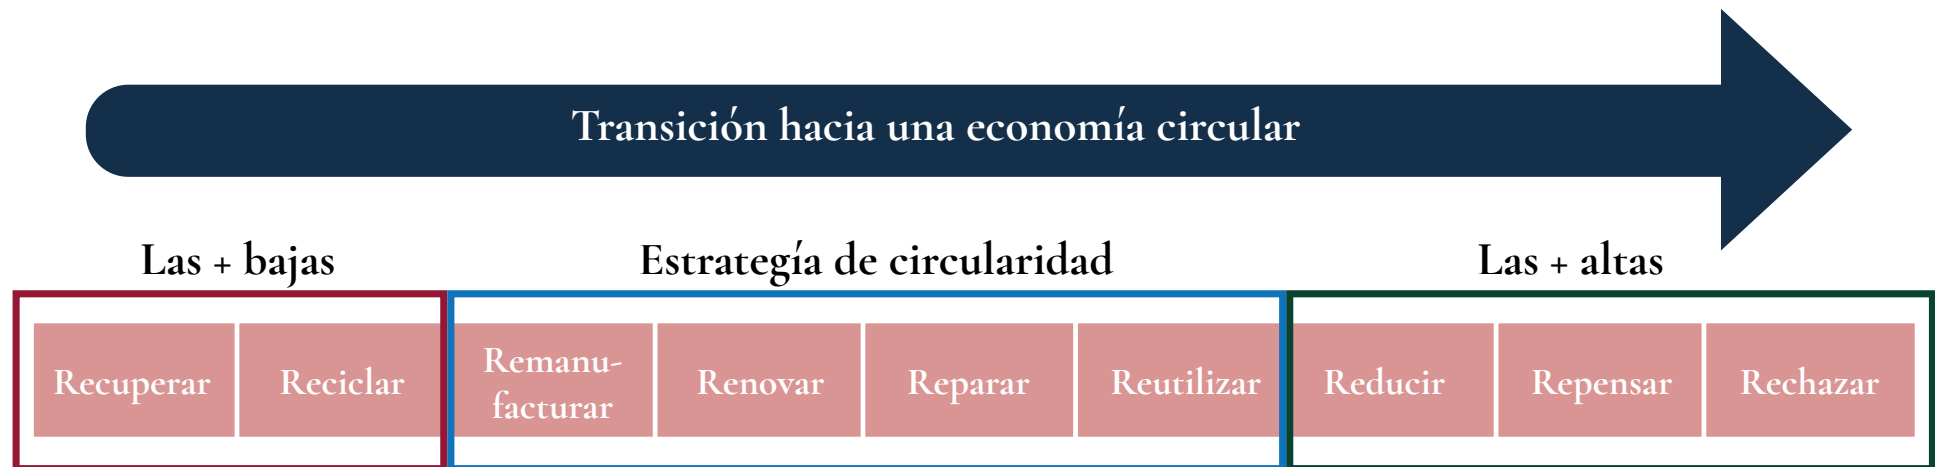 Transición hacia una economía circular
Las + bajas
Estrategía de circularidad
Las + altas
Recuperar
Reciclar
Remanu-
facturar
Renovar
Reparar
Reutilizar
Reducir
Repensar
Rechazar